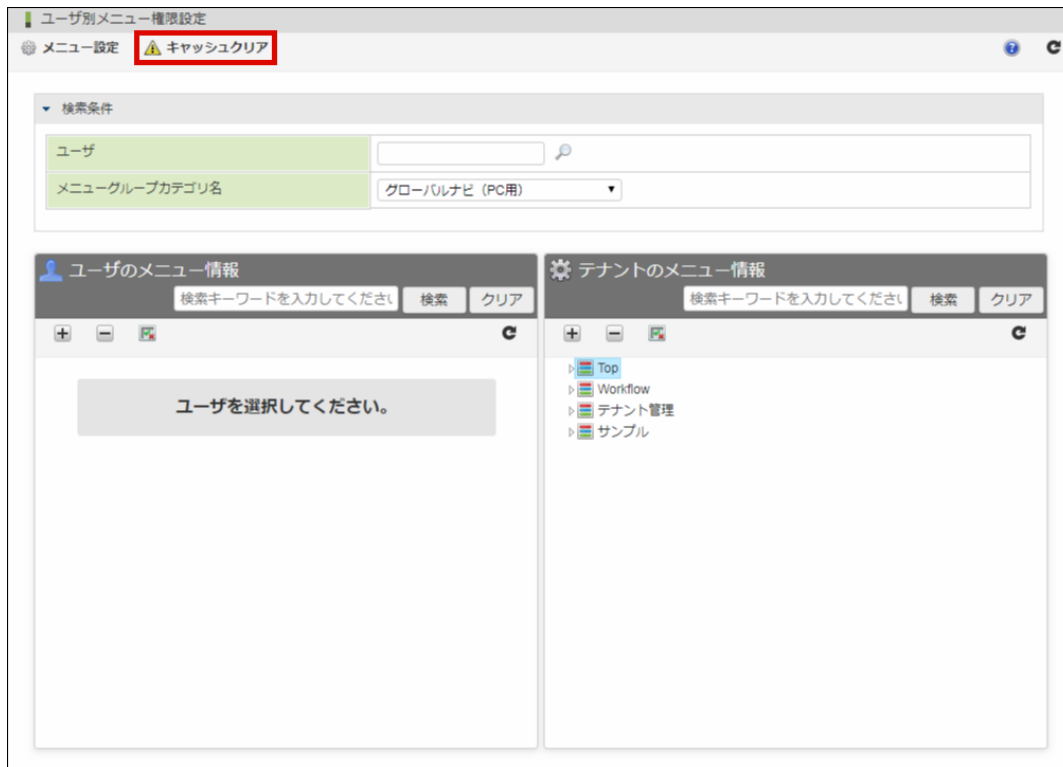 ユーザ別メニュー権限設定
メニュー設定 キャッシュクリア
検索条件
ユーザ
メニューグループカテゴリ名 グローバルナビ（PC用）
ユーザのメニュー情報
検索キーワードを入力してくださ 検索 クリア
ユーザを選択してください。
テナントのメニュー情報
検索キーワードを入力してくださ 検索 クリア
Top
Workflow
テナント管理
サンプル